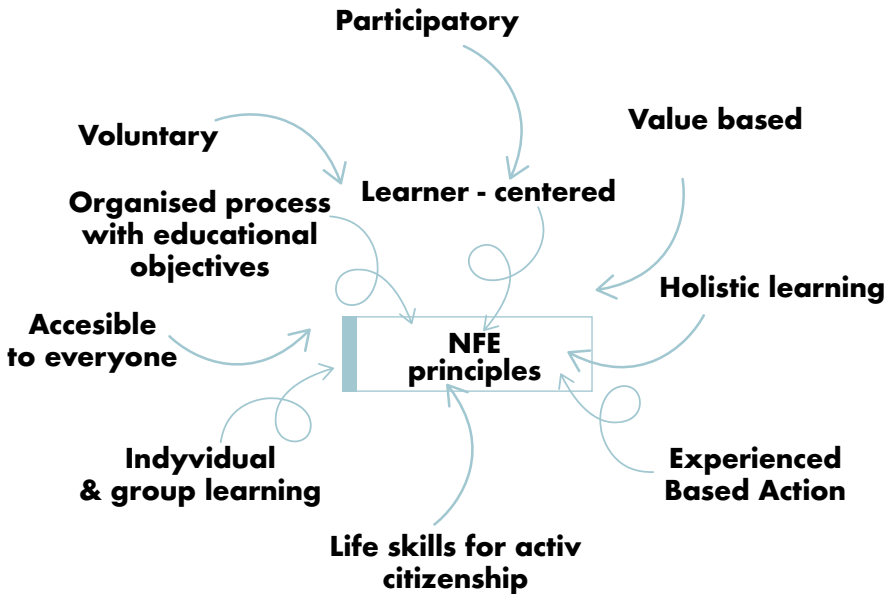 Participatory
Value based
Voluntary
Learner - centered
Organised process
with educational
objectives
Holistic learning
Accesible
to everyone
NFE
principles
Indyvidual
& group learning
Experienced
Based Action
Life skills for activ
citizenship